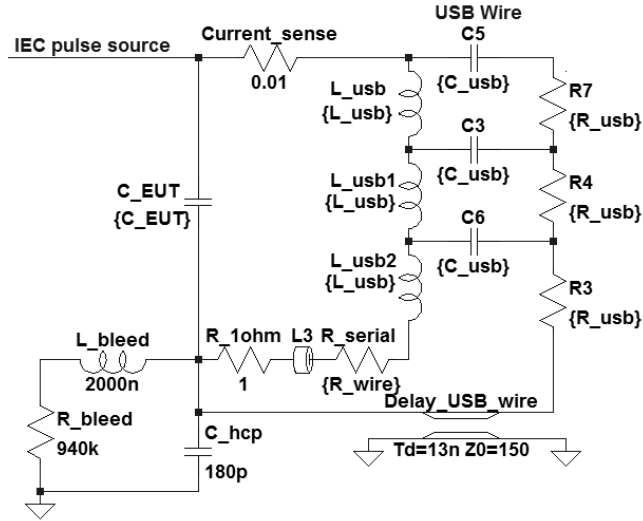 USB Wire
IEC pulse source
Current_sense
0.01
C5
{C_usb}
L_usb
{L_usb}
R7
{R_usb}
C3
{C_usb}
C_EUT
{C_EUT}
L_usb1
{L_usb}
R4
{R_usb}
C6
{C_usb}
L_usb2
{L_usb}
R3
{R_usb}
L_bleed
2000n
R_1ohm
1
L3
R_serial
{R_wire}
R_bleed
940k
C_hcp
180p
Delay_USB_wire
Td=13n Z0=150